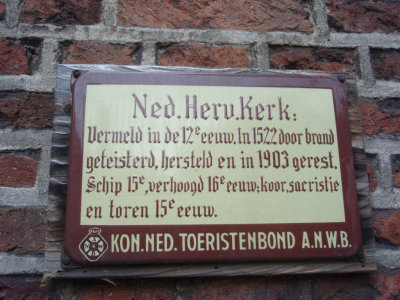 Ned. Herv. Kerk:
Vermeld in de 12e eeuw. In 1522 door brand
geteisterd, hersteld en in 1903 gerest.
Schip 15e, verhoogd 16e eeuw; koor, sacristie
en toren 15e eeuw.
KON. NED. TOERISTENBOND A.N.W.B.